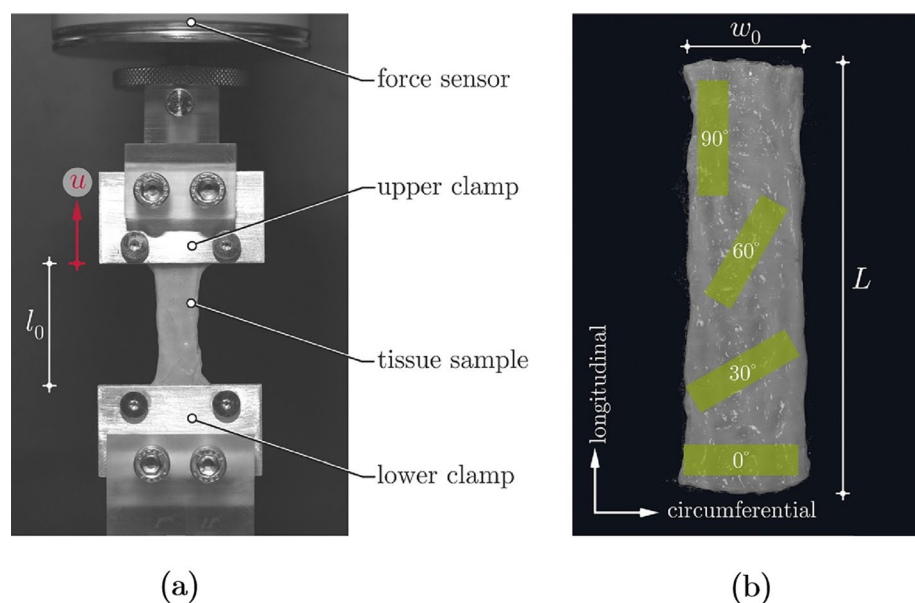 force sensor
u
upper clamp
l0
tissue sample
lower clamp
(a)
w0
90°
60°
L
30°
0°
longitudinal
circumferential
(b)